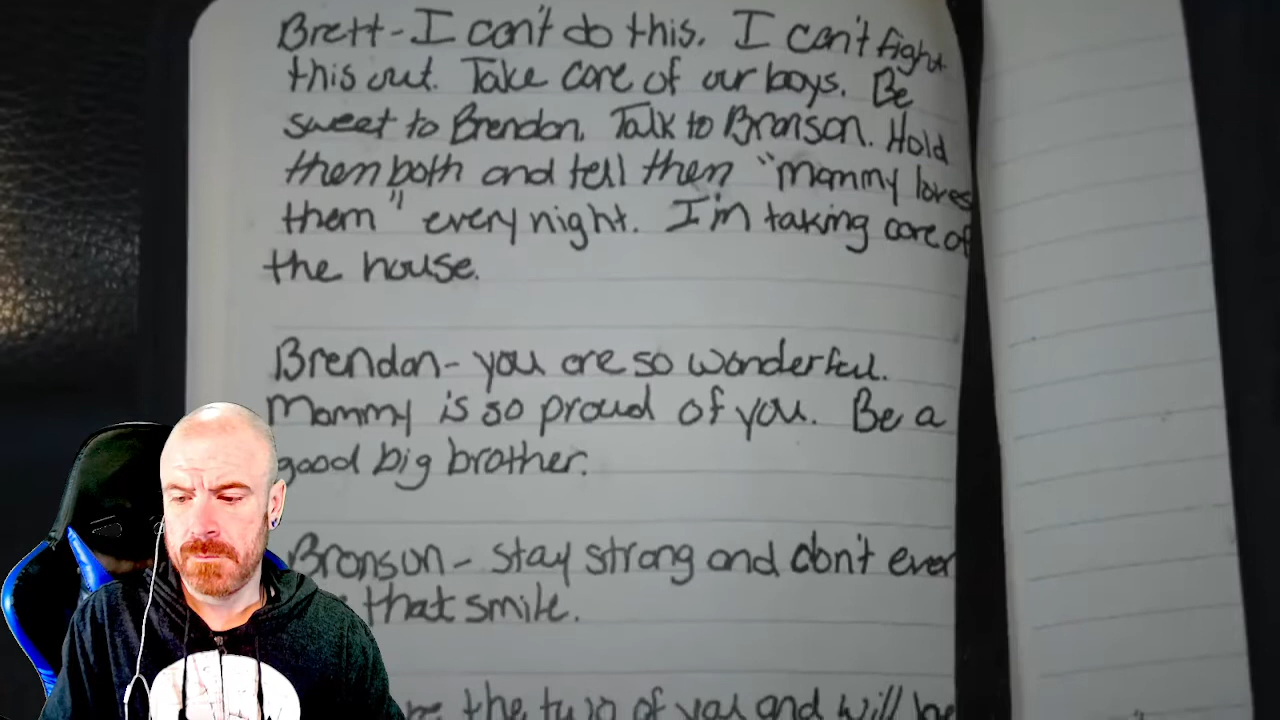 Brett - I can't do this. I can't fight
this out. Take care of our boys. Be
sweet to Brendan. Talk to Branson. Hold
them both and tell them "mommy loves
them" every night. I'm taking care of
the house.
Brendan - you are so wonderful.
Mommy is so proud of you. Be a
good big brother.
Bronson - stay strong and don't ever
that smile.
the two of you and will